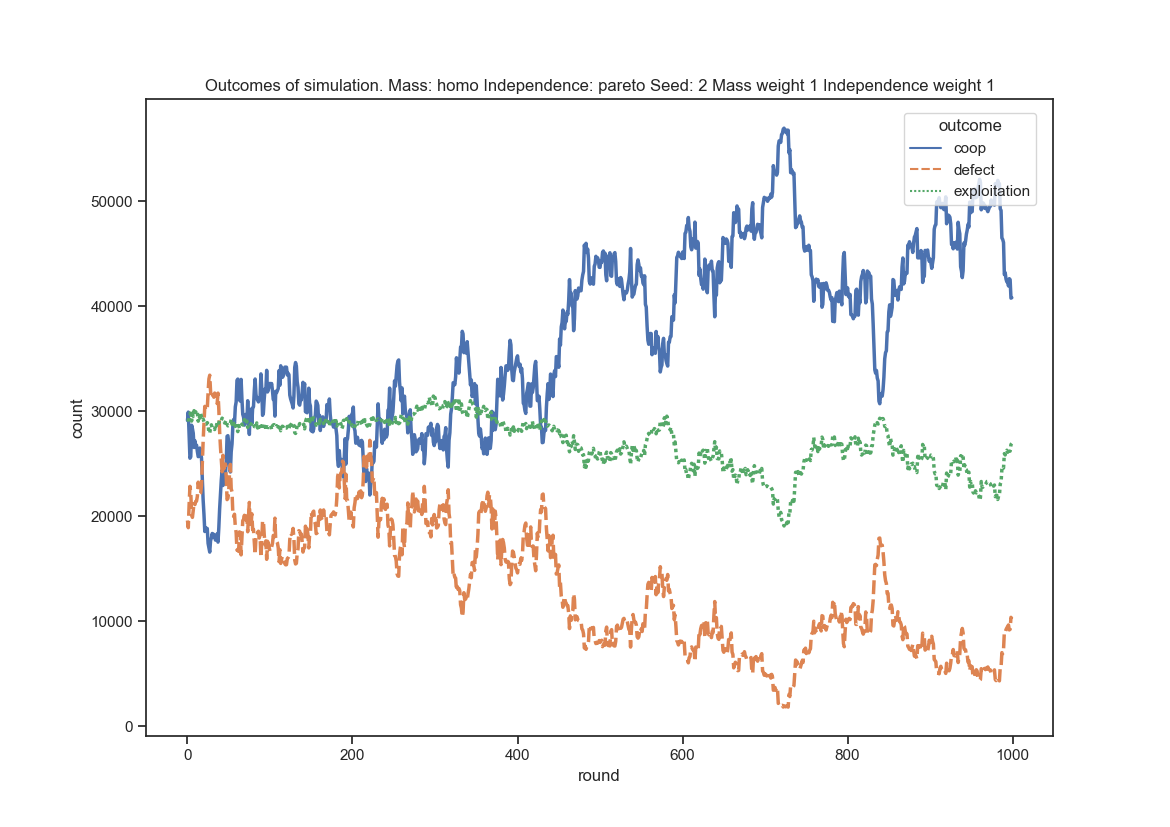 Outcomes of simulation. Mass: homo Independence: pareto Seed: 2 Mass weight 1 Independence weight 1
outcome
coop
defect
exploitation
50000
40000
30000
20000
10000
0
count
0 200 400 600 800 1000
round